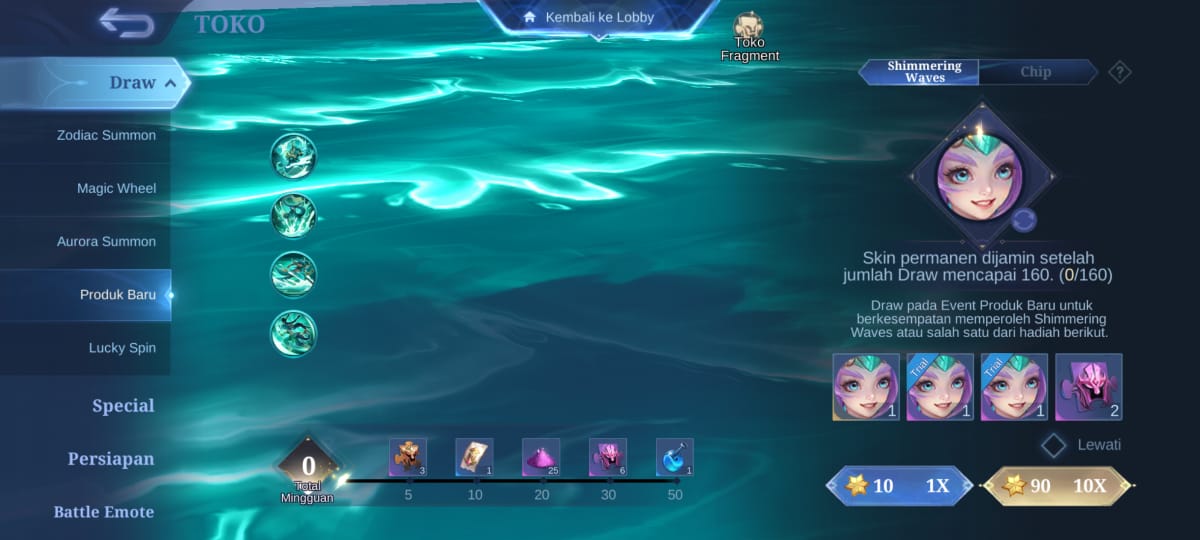 TOKO
Kembali ke Lobby
Toko
Fragment
Draw
Zodiac Summon
Magic Wheel
Aurora Summon
Produk Baru
Lucky Spin
Special
Persiapan
Battle Emote
Shimmering
Waves
Chip
?
Skin permanen dijamin setelah
jumlah Draw mencapai 160. (0/160)
Draw pada Event Produk Baru untuk
berkesempatan memperoleh Shimmering
Waves atau salah satu dari hadiah berikut.
1
Trial
1
Trial
1
2
Lewati
10 1X
90 10X
0
Total
Mingguan
3
1
25
6
1
5
10
20
30
50